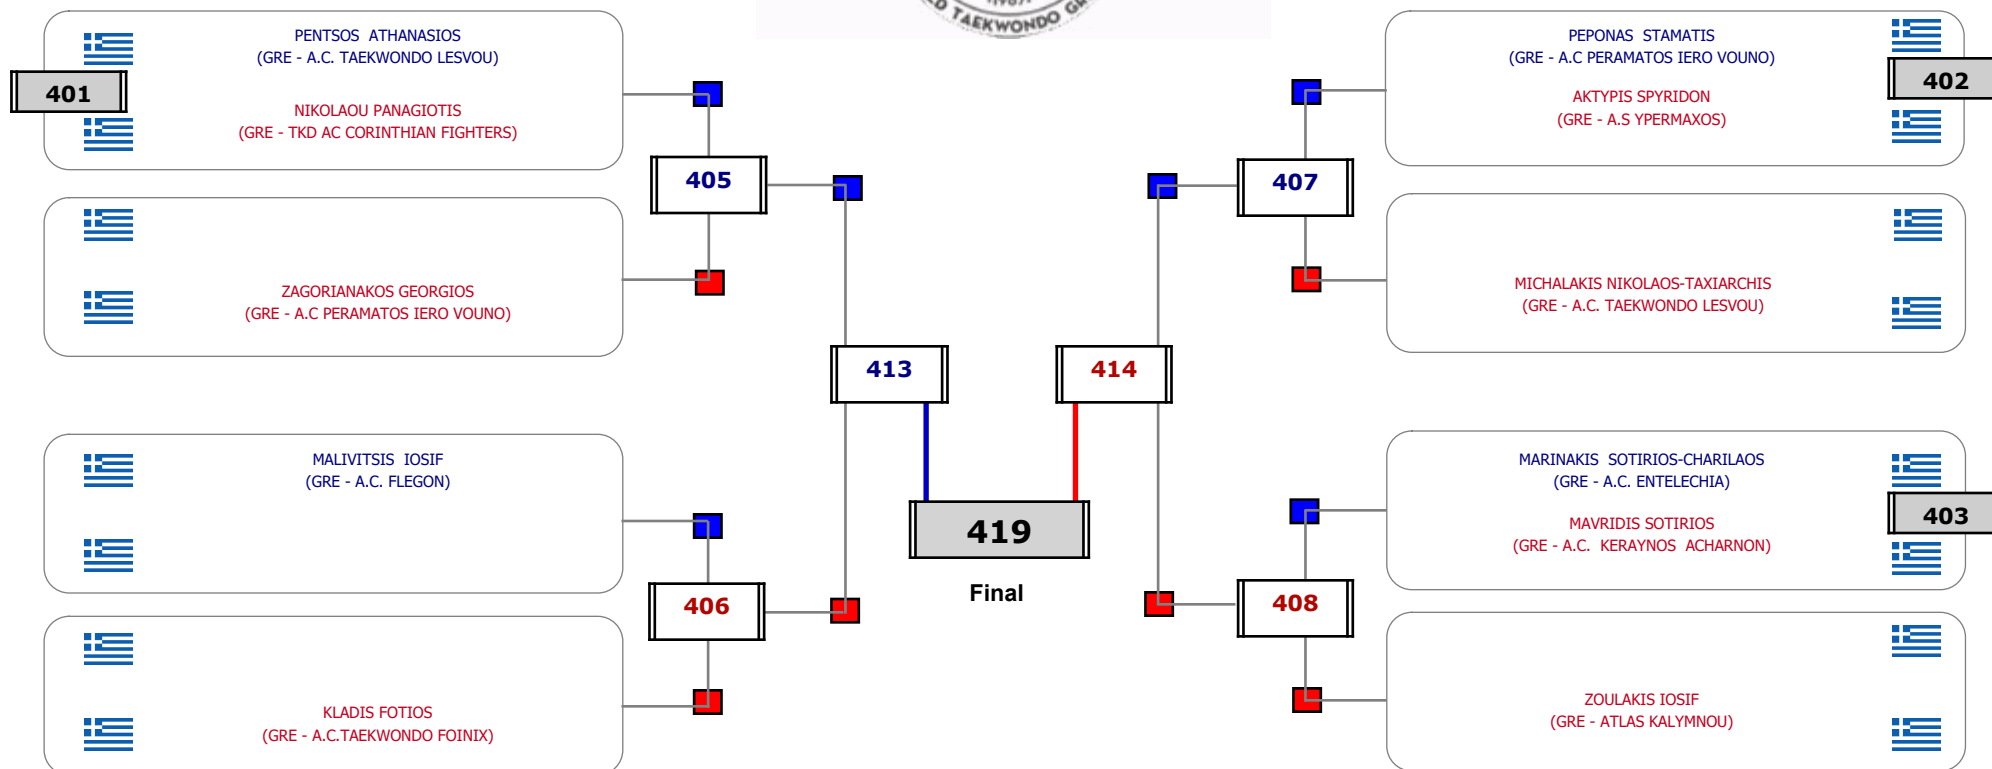 TAEKWONDO
PENTSOS ATHANASIOS
(GRE - A.C. TAEKWONDO LESVOU)
401
NIKOLAOU PANAGIOTIS
(GRE - TKD AC CORINTHIAN FIGHTERS)
PEPONAS STAMATIS
(GRE - A.C PERAMATOS IERO VOUNO)
402
AKTYPIS SPYRIDON
(GRE - A.S YPERMAXOS)
405
407
ZAGORIANAKOS GEORGIOS
(GRE - A.C PERAMATOS IERO VOUNO)
MICHALAKIS NIKOLAOS-TAXIARCHIS
(GRE - A.C. TAEKWONDO LESVOU)
413
414
MALIVITSIS IOSIF
(GRE - A.C. FLEGON)
MARINAKIS SOTIRIOS-CHARILAOS
(GRE - A.C. ENTELECHIA)
403
MAVRIDIS SOTIRIOS
(GRE - A.C. KERAYNOS ACHARNON)
419
Final
406
408
KLADIS FOTIOS
(GRE - A.C.TAEKWONDO FOINIX)
ZOULAKIS IOSIF
(GRE - ATLAS KALYMNOU)